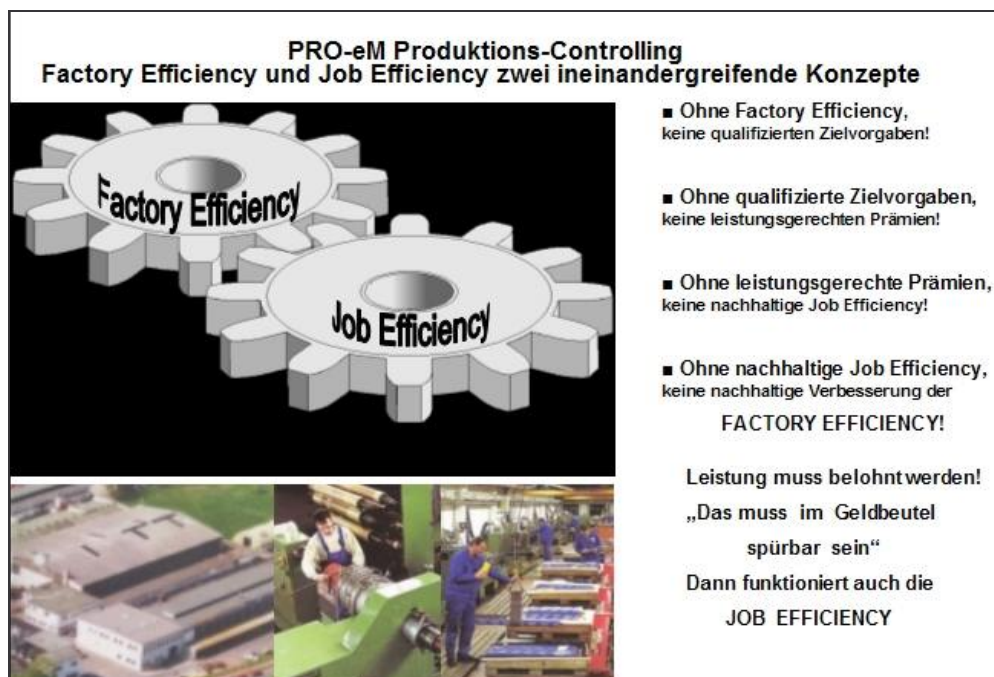 PRO-eM Produktions-Controlling
Factory Efficiency und Job Efficiency zwei ineinandergreifende Konzepte
Factory Efficiency
Job Efficiency
■ Ohne Factory Efficiency,
keine qualifizierten Zielvorgaben!
■ Ohne qualifizierte Zielvorgaben,
keine leistungsgerechten Prämien!
■ Ohne leistungsgerechte Prämien,
keine nachhaltige Job Efficiency!
■ Ohne nachhaltige Job Efficiency,
keine nachhaltige Verbesserung der
FACTORY EFFICIENCY!
Leistung muss belohnt werden!
„Das muss im Geldbeutel
spürbar sein“
Dann funktioniert auch die
JOB EFFICIENCY